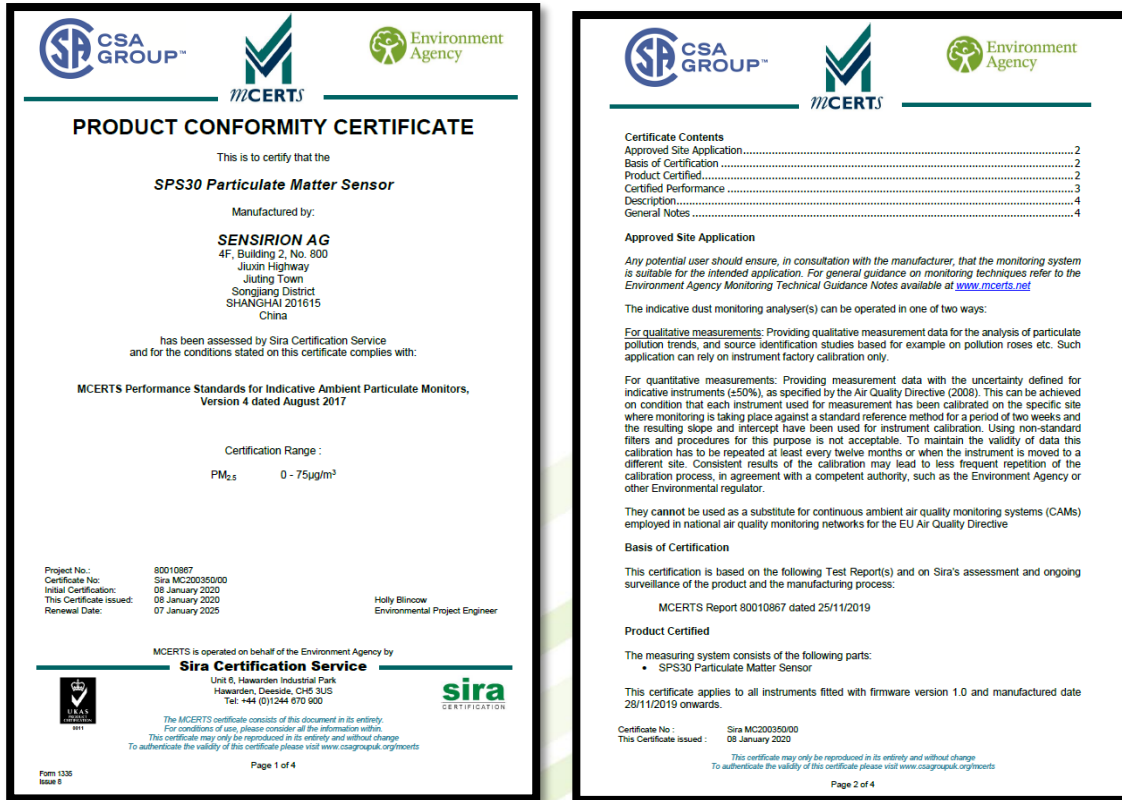 CSA
GROUP™
mCERTs
Environment
Agency
PRODUCT CONFORMITY CERTIFICATE
This is to certify that the
SPS30 Particulate Matter Sensor
Manufactured by:
SENSIRION AG
4F, Building 2, No. 800
Jiuxin Highway
Jiuting Town
Songjiang District
SHANGHAI 201615
China
has been assessed by Sira Certification Service
and for the conditions stated on this certificate complies with:
MCERTS Performance Standards for Indicative Ambient Particulate Monitors,
Version 4 dated August 2017
Certification Range :
PM2.5 0 - 75µg/m³
Project No.: 80010867
Certificate No: Sira MC200350/00
Initial Certification: 08 January 2020
This Certificate issued: 08 January 2020
Renewal Date: 07 January 2025
Holly Blincow
Environmental Project Engineer
MCERTS is operated on behalf of the Environment Agency by
Sira Certification Service
Unit 6, Hawarden Industrial Park
Hawarden, Deeside, CH5 3US
Tel: +44 (0)1244 670 900
UKAS
PRODUCT
CERTIFICATION
0011
sira
CERTIFICATION
The MCERTS certificate consists of this document in its entirety.
For conditions of use, please consider all the information within.
This certificate may only be reproduced in its entirety and without change
To authenticate the validity of this certificate please visit www.csagroupuk.org/mcerts
Page 1 of 4
Form 1335
Issue 8
CSA
GROUP™
mCERTs
Environment
Agency
Certificate Contents
Approved Site Application.......2
Basis of Certification.......2
Product Certified.......2
Certified Performance.......3
Description.......4
General Notes.......4
Approved Site Application
Any potential user should ensure, in consultation with the manufacturer, that the monitoring system
is suitable for the intended application. For general guidance on monitoring techniques refer to the
Environment Agency Monitoring Technical Guidance Notes available at www.mcerts.net
The indicative dust monitoring analyser(s) can be operated in one of two ways:
For qualitative measurements: Providing qualitative measurement data for the analysis of particulate
pollution trends, and source identification studies based for example on pollution roses etc. Such
application can rely on instrument factory calibration only.
For quantitative measurements: Providing measurement data with the uncertainty defined for
indicative instruments (±50%), as specified by the Air Quality Directive (2008). This can be achieved
on condition that each instrument used for measurement has been calibrated on the specific site
where monitoring is taking place against a standard reference method for a period of two weeks and
the resulting slope and intercept have been used for instrument calibration. Using non-standard
filters and procedures for this purpose is not acceptable. To maintain the validity of data this
calibration has to be repeated at least every twelve months or when the instrument is moved to a
different site. Consistent results of the calibration may lead to less frequent repetition of the
calibration process, in agreement with a competent authority, such as the Environment Agency or
other Environmental regulator.
They cannot be used as a substitute for continuous ambient air quality monitoring systems (CAMs)
employed in national air quality monitoring networks for the EU Air Quality Directive
Basis of Certification
This certification is based on the following Test Report(s) and on Sira's assessment and ongoing
surveillance of the product and the manufacturing process:
MCERTS Report 80010867 dated 25/11/2019
Product Certified
The measuring system consists of the following parts:
• SPS30 Particulate Matter Sensor
This certificate applies to all instruments fitted with firmware version 1.0 and manufactured date
28/11/2019 onwards.
Certificate No : Sira MC200350/00
This Certificate issued : 08 January 2020
This certificate may only be reproduced in its entirety and without change
To authenticate the validity of this certificate please visit www.csagroupuk.org/mcerts
Page 2 of 4